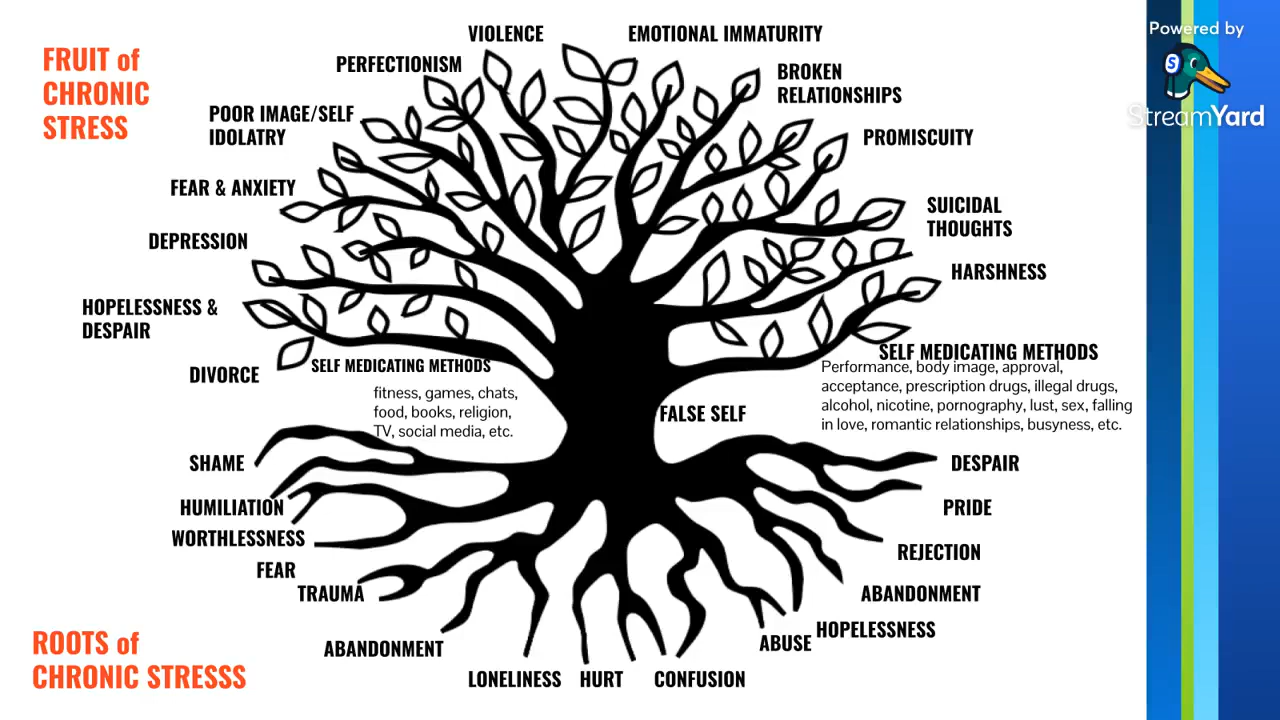 FRUIT of
CHRONIC
STRESS
VIOLENCE
EMOTIONAL IMMATURITY
PERFECTIONISM
BROKEN
RELATIONSHIPS
POOR IMAGE/SELF
IDOLATRY
PROMISCUITY
FEAR & ANXIETY
SUICIDAL
THOUGHTS
DEPRESSION
HARSHNESS
HOPELESSNESS &
DESPAIR
DIVORCE
SELF MEDICATING METHODS
fitness, games, chats,
food, books, religion,
TV, social media, etc.
SELF MEDICATING METHODS
Performance, body image, approval,
acceptance, prescription drugs, illegal drugs,
alcohol, nicotine, pornography, lust, sex, falling
in love, romantic relationships, busyness, etc.
FALSE SELF
SHAME
HUMILIATION
WORTHLESSNESS
FEAR
TRAUMA
ABANDONMENT
LONELINESS
HURT
CONFUSION
ABUSE
HOPELESSNESS
ABANDONMENT
REJECTION
PRIDE
DESPAIR
ROOTS of
CHRONIC STRESSS
Powered by
S
StreamYard